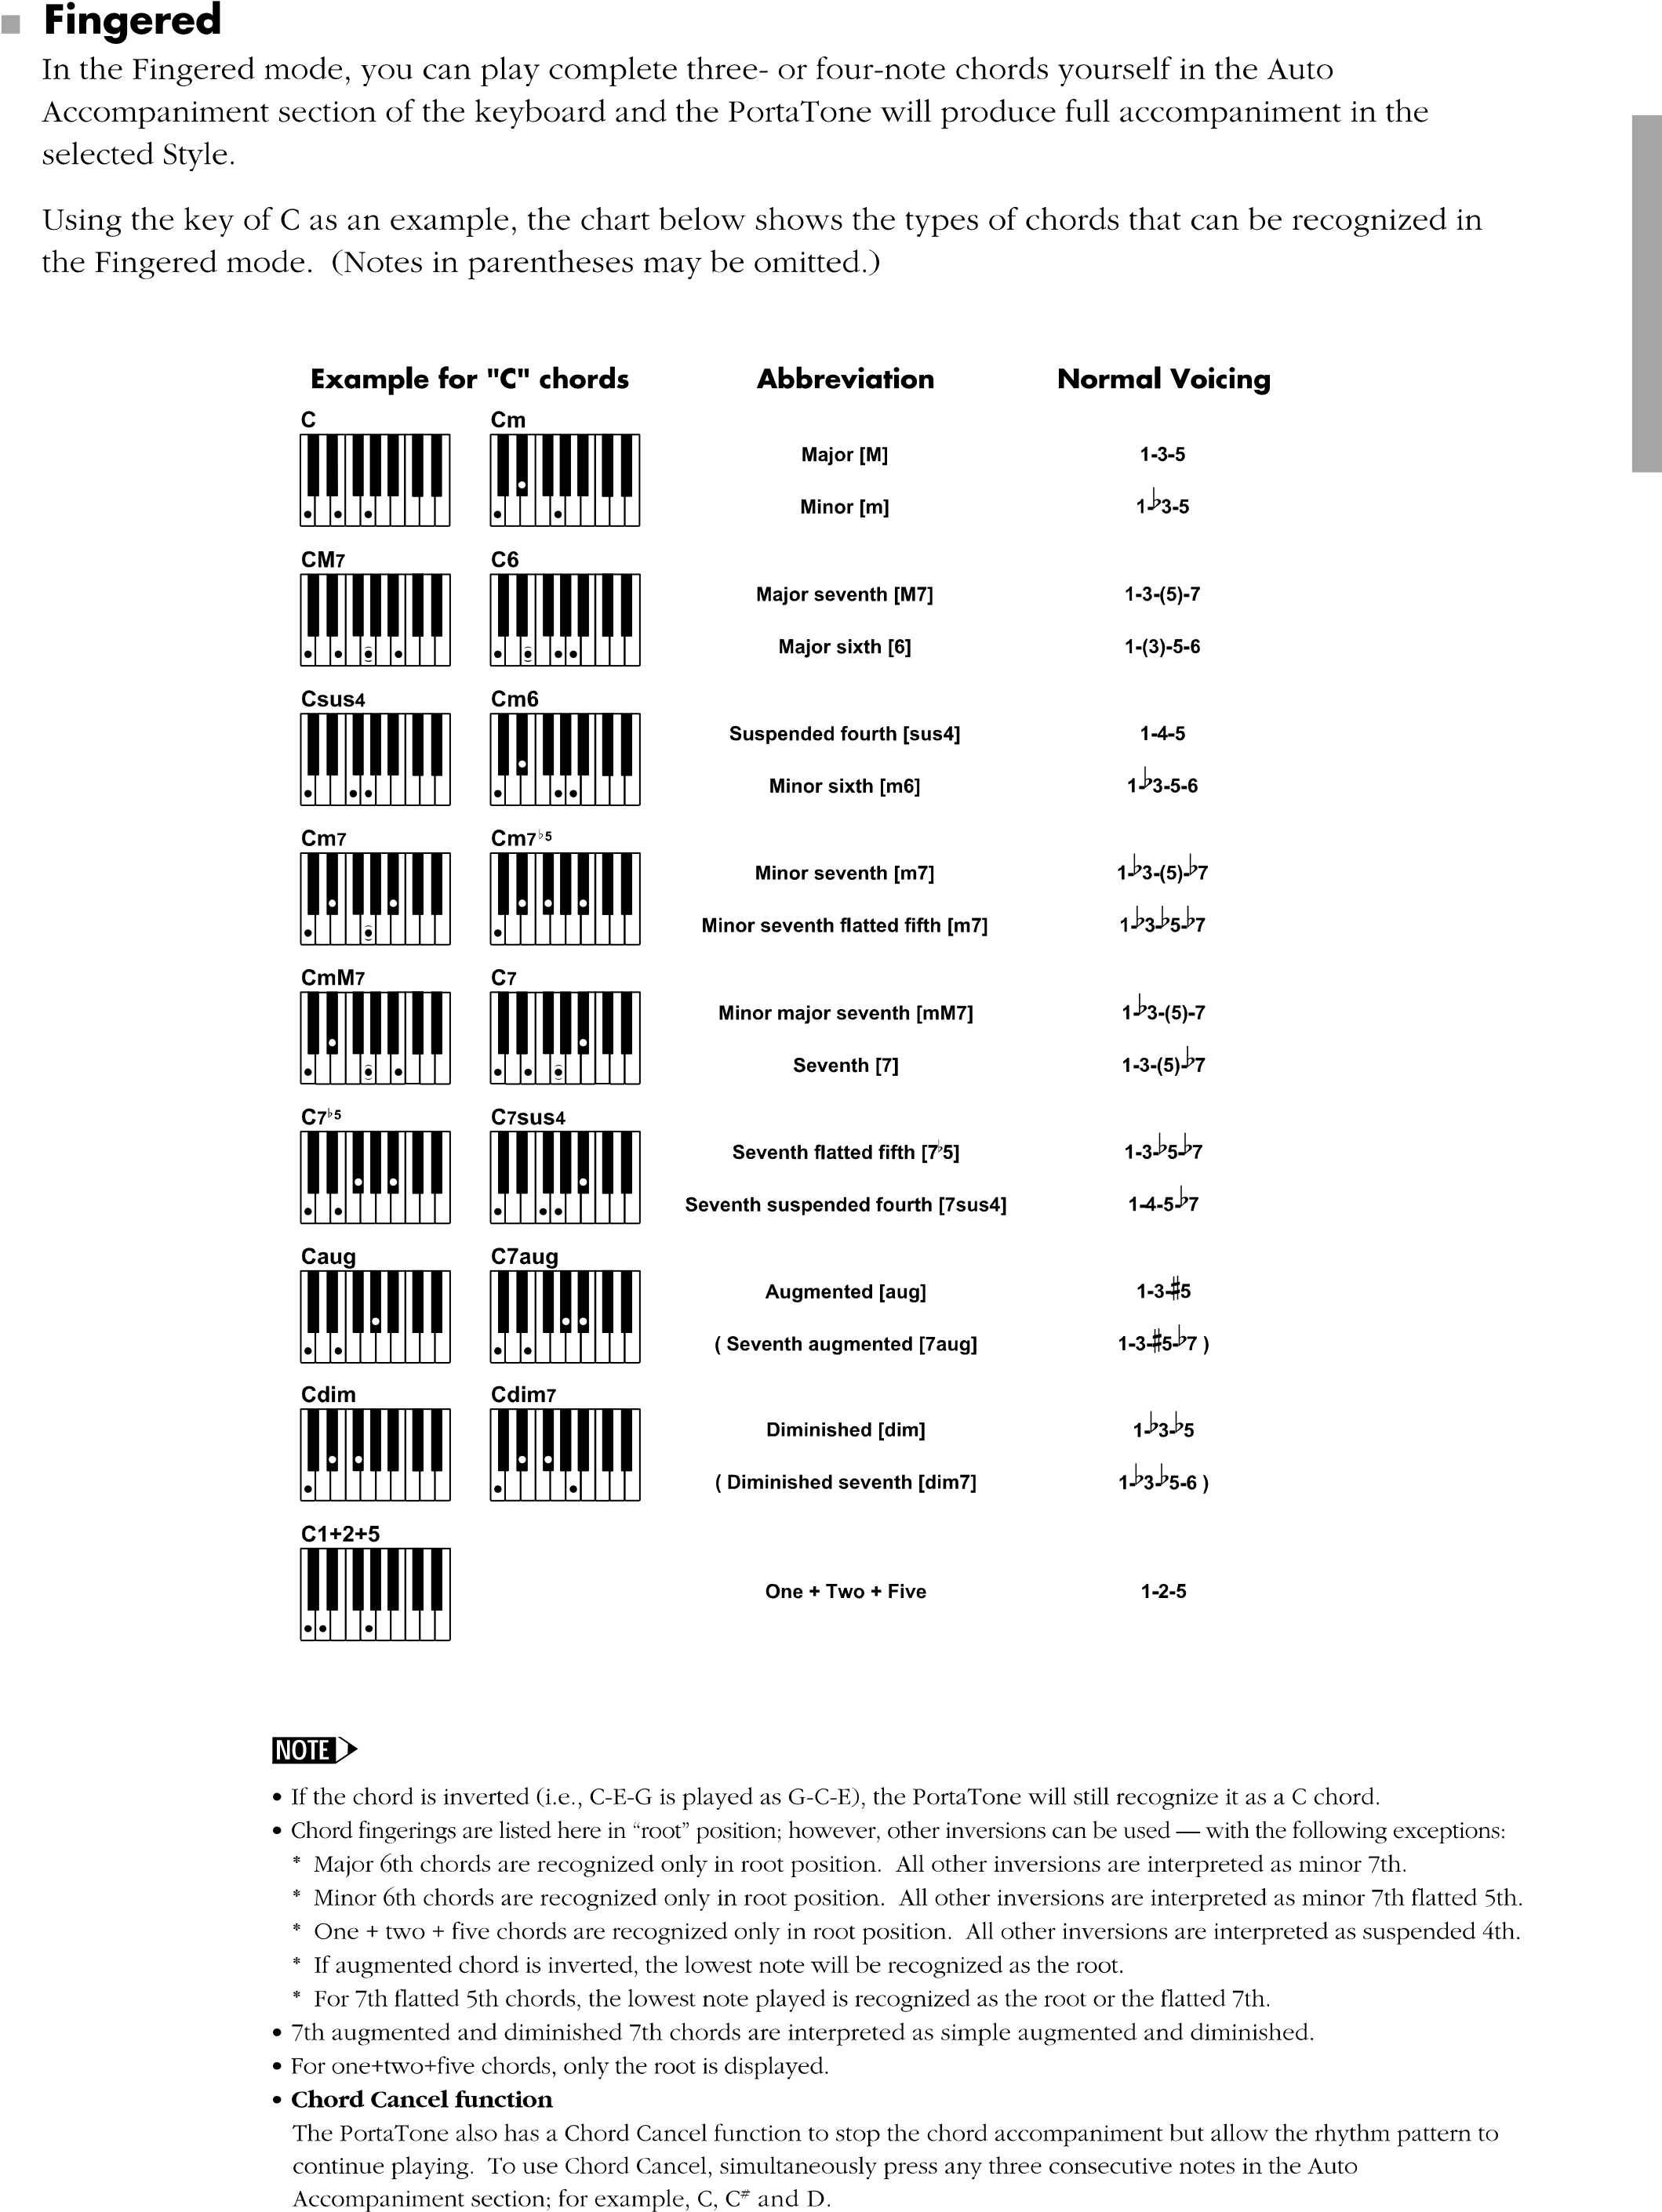 Fingered
In the Fingered mode, you can play complete three- or four-note chords yourself in the Auto
Accompaniment section of the keyboard and the PortaTone will produce full accompaniment in the
selected Style.
Using the key of C as an example, the chart below shows the types of chords that can be recognized in
the Fingered mode.  (Notes in parentheses may be omitted.)
Example for "C" chords Abbreviation Normal Voicing
C Cm
Major [M] 1-3-5
Minor [m] 1-♭3-5
CM7 C6
Major seventh [M7] 1-3-(5)-7
Major sixth [6] 1-(3)-5-6
Csus4 Cm6
Suspended fourth [sus4] 1-4-5
Minor sixth [m6] 1-♭3-5-6
Cm7 Cm7♭5
Minor seventh [m7] 1-♭3-(5)-♭7
Minor seventh flatted fifth [m7] 1-♭3-♭5-♭7
CmM7 C7
Minor major seventh [mM7] 1-♭3-(5)-7
Seventh [7] 1-3-(5)-♭7
C7♭5 C7sus4
Seventh flatted fifth [7♭5] 1-3-♭5-♭7
Seventh suspended fourth [7sus4] 1-4-5-♭7
Caug C7aug
Augmented [aug] 1-3-♯5
( Seventh augmented [7aug] 1-3-♯5-♭7 )
Cdim Cdim7
Diminished [dim] 1-♭3-♭5
( Diminished seventh [dim7] 1-♭3-♭5-6 )
C1+2+5
One + Two + Five 1-2-5
NOTE
• If the chord is inverted (i.e., C-E-G is played as G-C-E), the PortaTone will still recognize it as a C chord.
• Chord fingerings are listed here in “root” position; however, other inversions can be used — with the following exceptions:
* Major 6th chords are recognized only in root position.  All other inversions are interpreted as minor 7th.
* Minor 6th chords are recognized only in root position.  All other inversions are interpreted as minor 7th flatted 5th.
* One + two + five chords are recognized only in root position.  All other inversions are interpreted as suspended 4th.
* If augmented chord is inverted, the lowest note will be recognized as the root.
* For 7th flatted 5th chords, the lowest note played is recognized as the root or the flatted 7th.
• 7th augmented and diminished 7th chords are interpreted as simple augmented and diminished.
• For one+two+five chords, only the root is displayed.
• Chord Cancel function
The PortaTone also has a Chord Cancel function to stop the chord accompaniment but allow the rhythm pattern to
continue playing.  To use Chord Cancel, simultaneously press any three consecutive notes in the Auto
Accompaniment section; for example, C, C# and D.